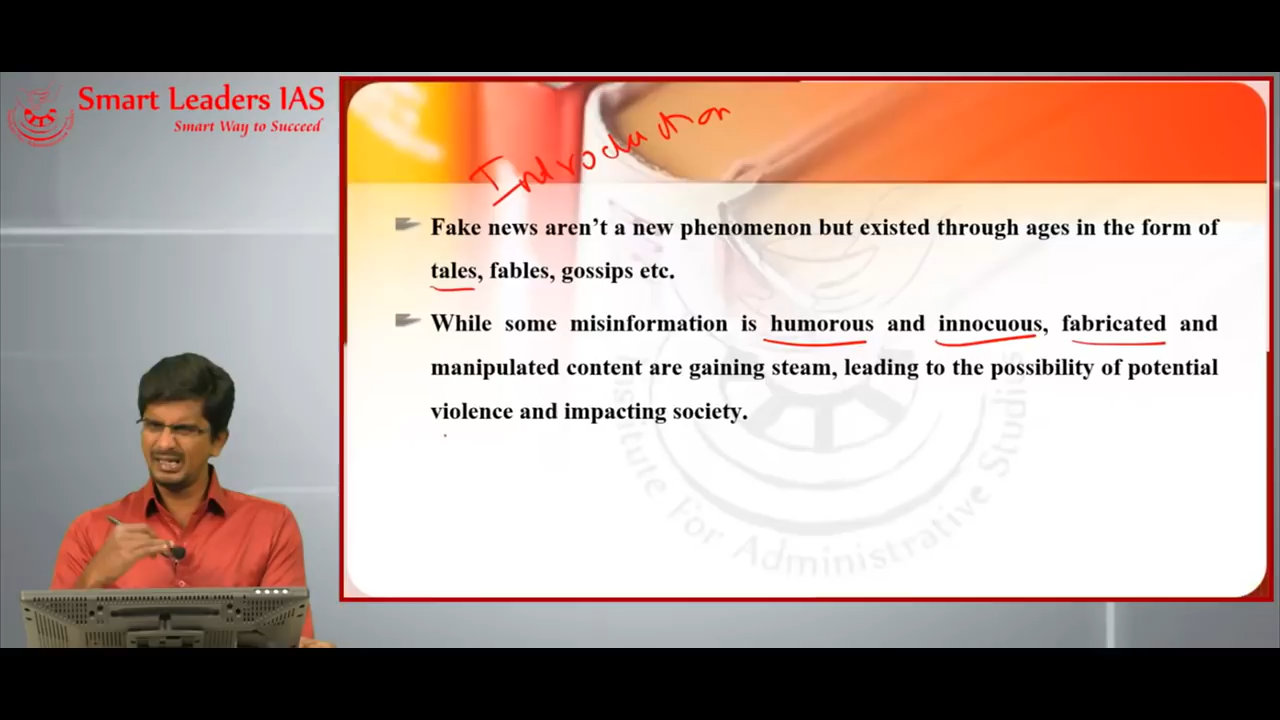 Smart Leaders IAS
Smart Way to Succeed
Introduction
Fake news aren't a new phenomenon but existed through ages in the form of
tales, fables, gossips etc.
While some misinformation is humorous and innocuous, fabricated and
manipulated content are gaining steam, leading to the possibility of potential
violence and impacting society.
Institute For Administrative Studies